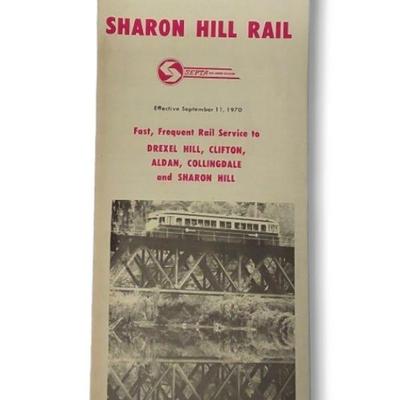 SHARON HILL RAIL
SEPTA
Effective September 11, 1970
Fast, Frequent Rail Service to
DREXEL HILL, CLIFTON,
ALDAN, COLLINGDALE
and SHARON HILL